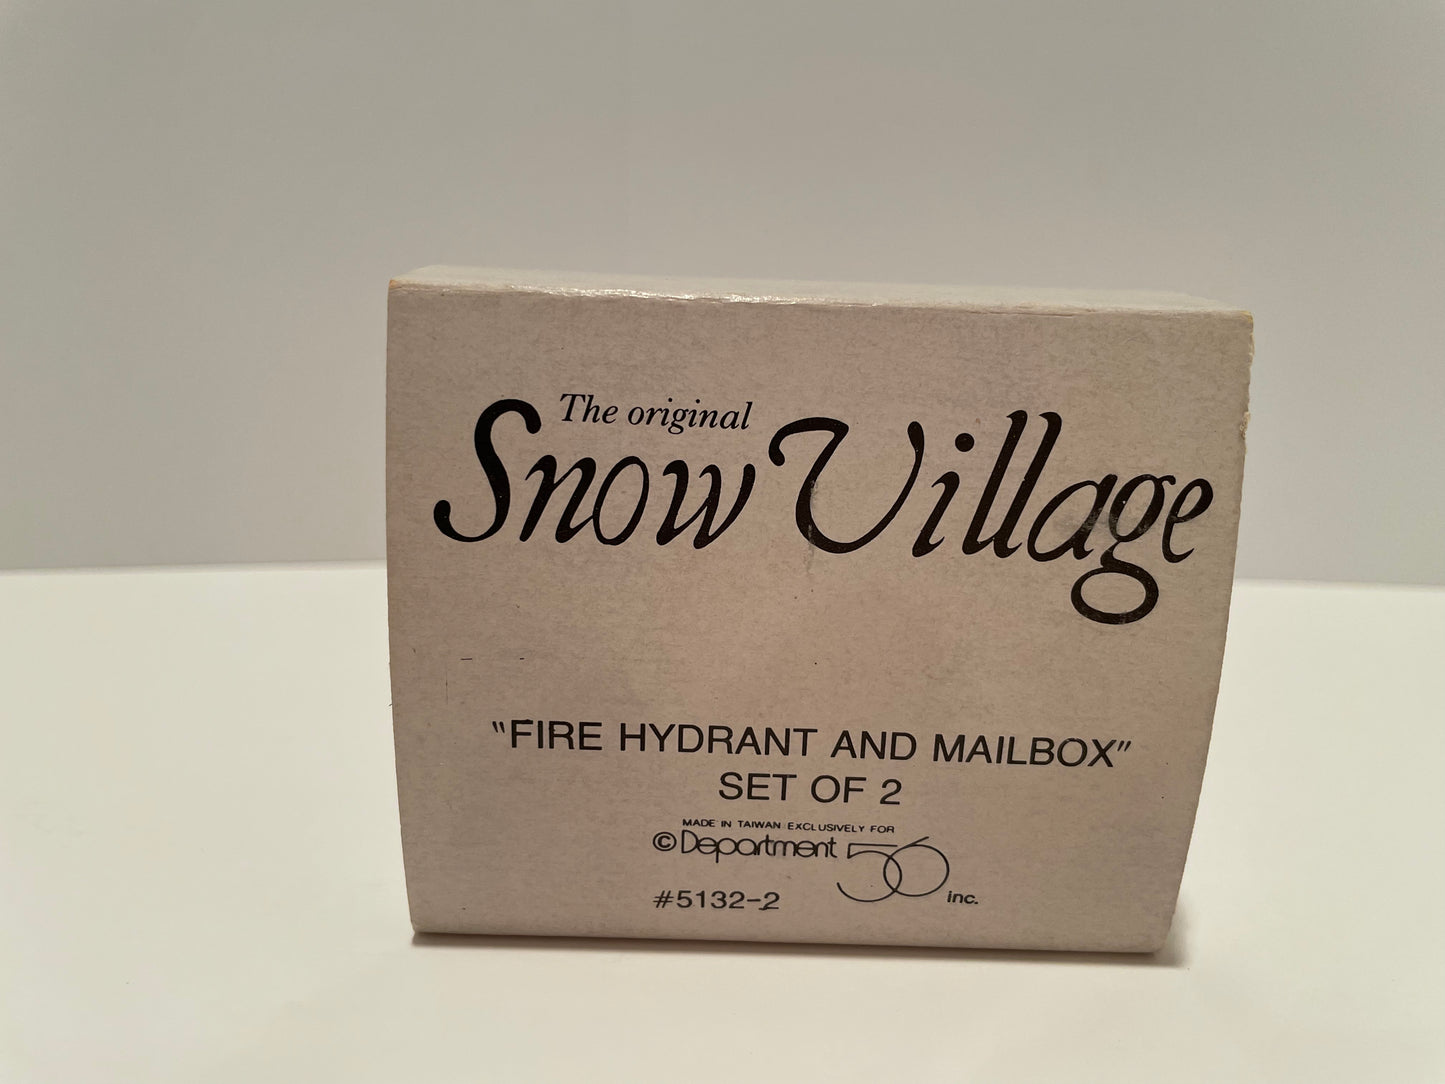 The original
Snow Village
"FIRE HYDRANT AND MAILBOX"
SET OF 2
MADE IN TAIWAN EXCLUSIVELY FOR
© Department 56 inc.
#5132-2